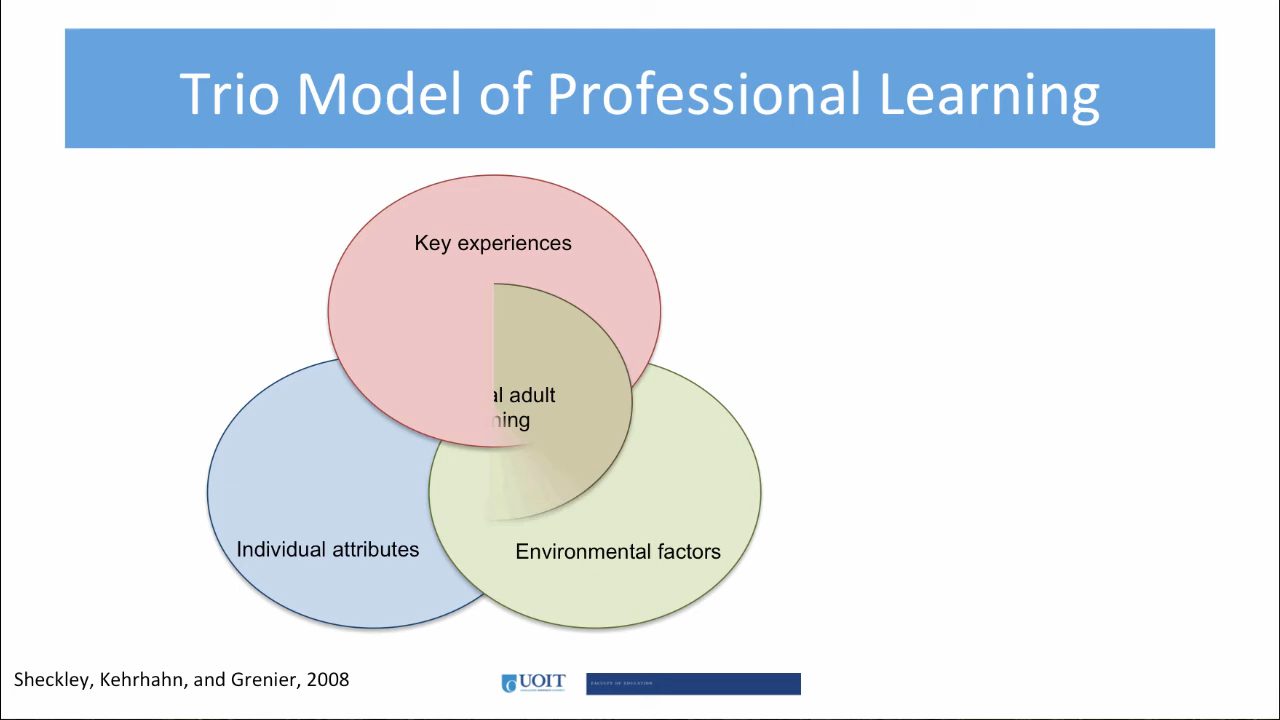 Trio Model of Professional Learning
Key experiences
al adult
ning
Individual attributes
Environmental factors
Sheckley, Kehrhahn, and Grenier, 2008
UOIT
FACULTY OF EDUCATION